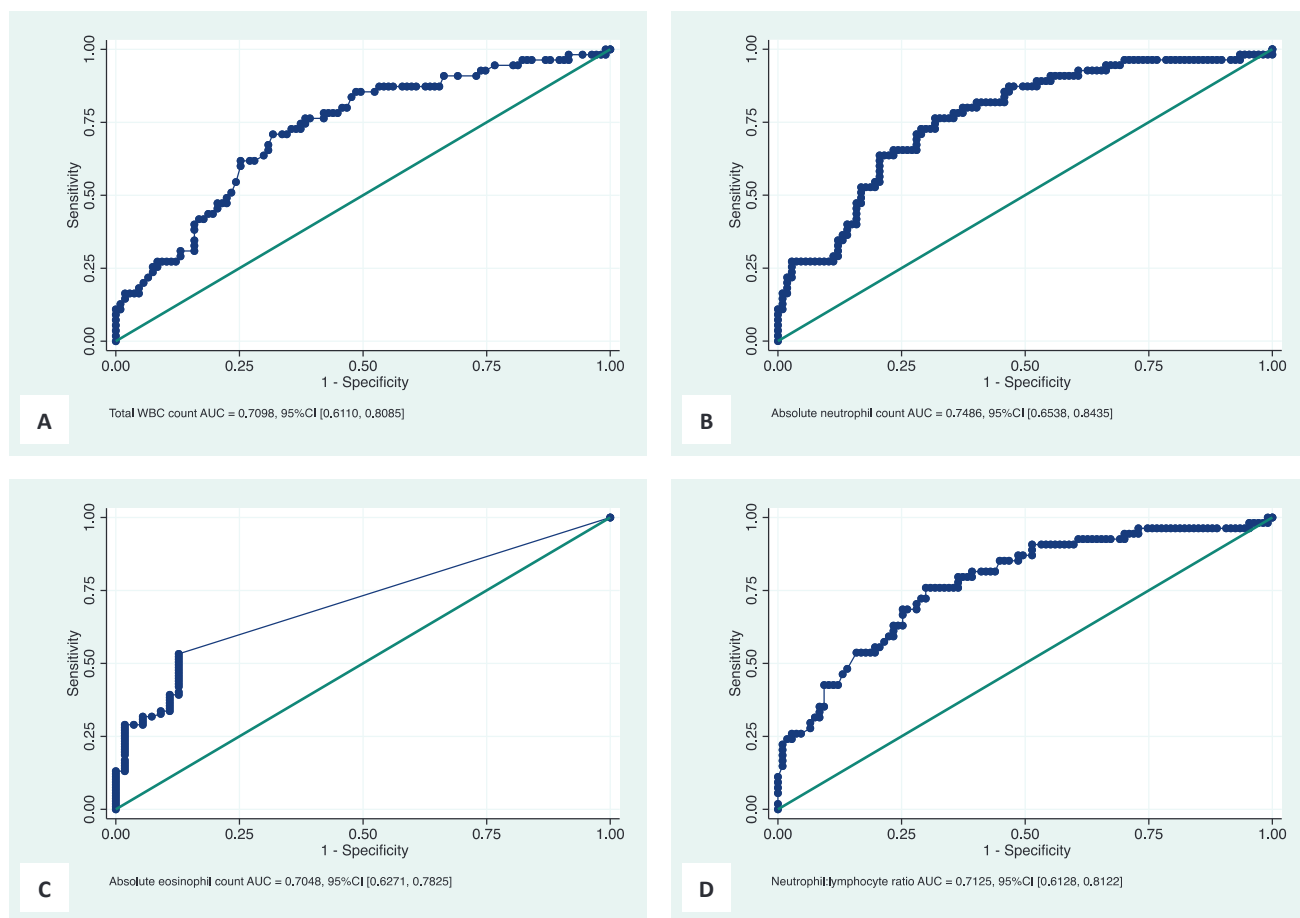 1.00
0.75
Sensitivity
0.50
0.25
0.00
0.00 0.25 0.50 0.75 1.00
1 - Specificity
A
Total WBC count AUC = 0.7098, 95%CI [0.6110, 0.8085]
1.00
0.75
Sensitivity
0.50
0.25
0.00
0.00 0.25 0.50 0.75 1.00
1 - Specificity
B
Absolute neutrophil count AUC = 0.7486, 95%CI [0.6538, 0.8435]
1.00
0.75
Sensitivity
0.50
0.25
0.00
0.00 0.25 0.50 0.75 1.00
1 - Specificity
C
Absolute eosinophil count AUC = 0.7048, 95%CI [0.6271, 0.7825]
1.00
0.75
Sensitivity
0.50
0.25
0.00
0.00 0.25 0.50 0.75 1.00
1 - Specificity
D
Neutrophil:lymphocyte ratio AUC = 0.7125, 95%CI [0.6128, 0.8122]